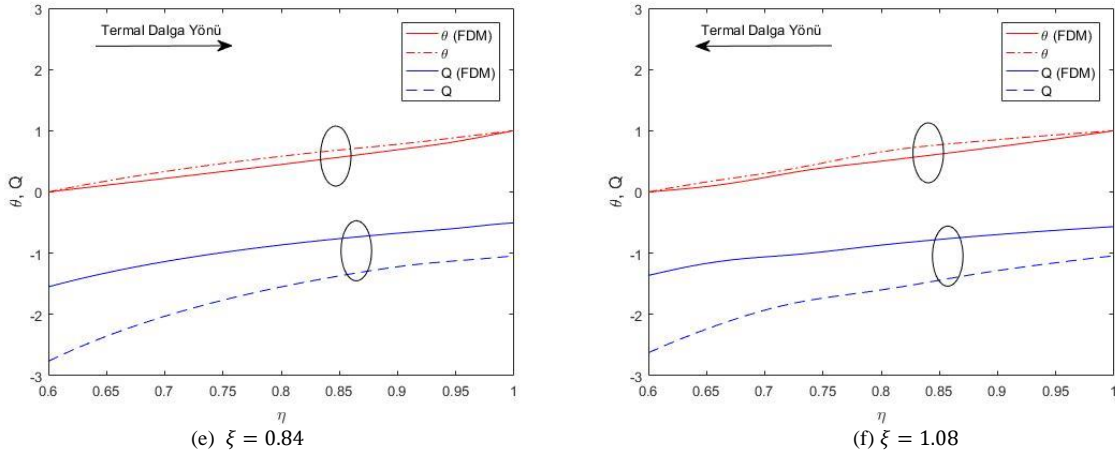 Termal Dalga Yönü
θ (FDM)
θ
Q (FDM)
Q
3
2
1
0
-1
-2
-3
θ, Q
0.6
0.65
0.7
0.75
0.8
0.85
0.9
0.95
1
η
(e) ξ = 0.84
Termal Dalga Yönü
θ (FDM)
θ
Q (FDM)
Q
3
2
1
0
-1
-2
-3
θ, Q
0.6
0.65
0.7
0.75
0.8
0.85
0.9
0.95
1
η
(f) ξ = 1.08